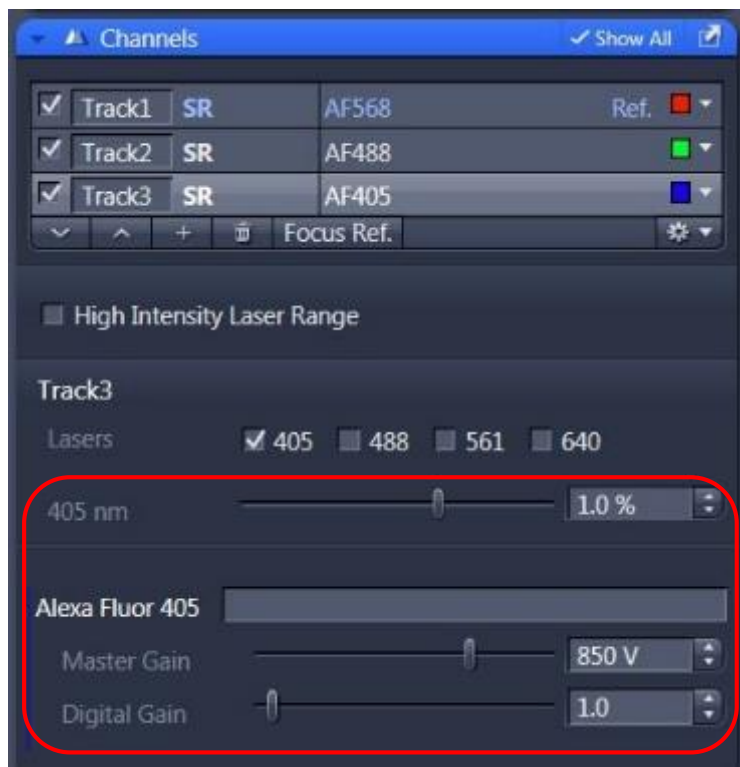 Channels Show All
Track1 SR AF568 Ref.
Track2 SR AF488
Track3 SR AF405
+ Focus Ref.
High Intensity Laser Range
Track3
Lasers 405 488 561 640
405 nm 1.0 %
Alexa Fluor 405
Master Gain 850 V
Digital Gain 1.0